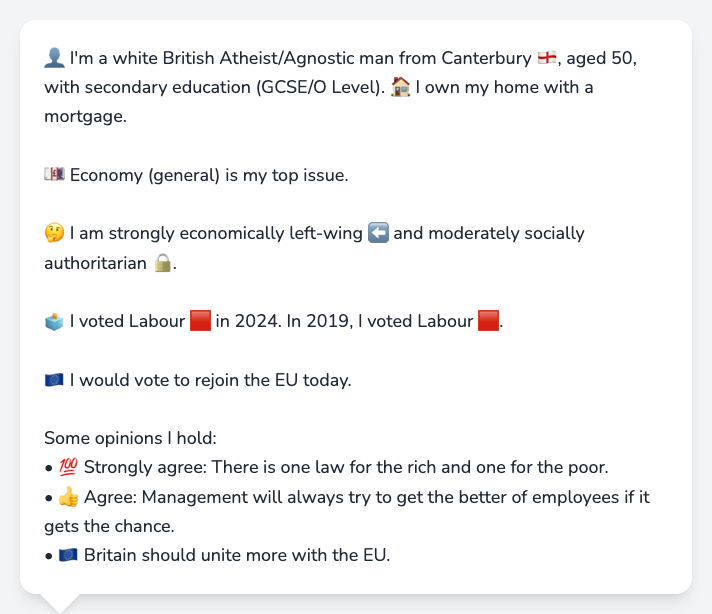 👤 I'm a white British Atheist/Agnostic man from Canterbury 🏴󠁧󠁢󠁥󠁮󠁧󠁿, aged 50,
with secondary education (GCSE/O Level). 🏠 I own my home with a
mortgage.
💷 Economy (general) is my top issue.
🤔 I am strongly economically left-wing ⬅️ and moderately socially
authoritarian 🔒.
🗳️ I voted Labour 🟥 in 2024. In 2019, I voted Labour 🟥.
🇪🇺 I would vote to rejoin the EU today.
Some opinions I hold:
• 💯 Strongly agree: There is one law for the rich and one for the poor.
• 👍 Agree: Management will always try to get the better of employees if it
gets the chance.
• 🇪🇺 Britain should unite more with the EU.